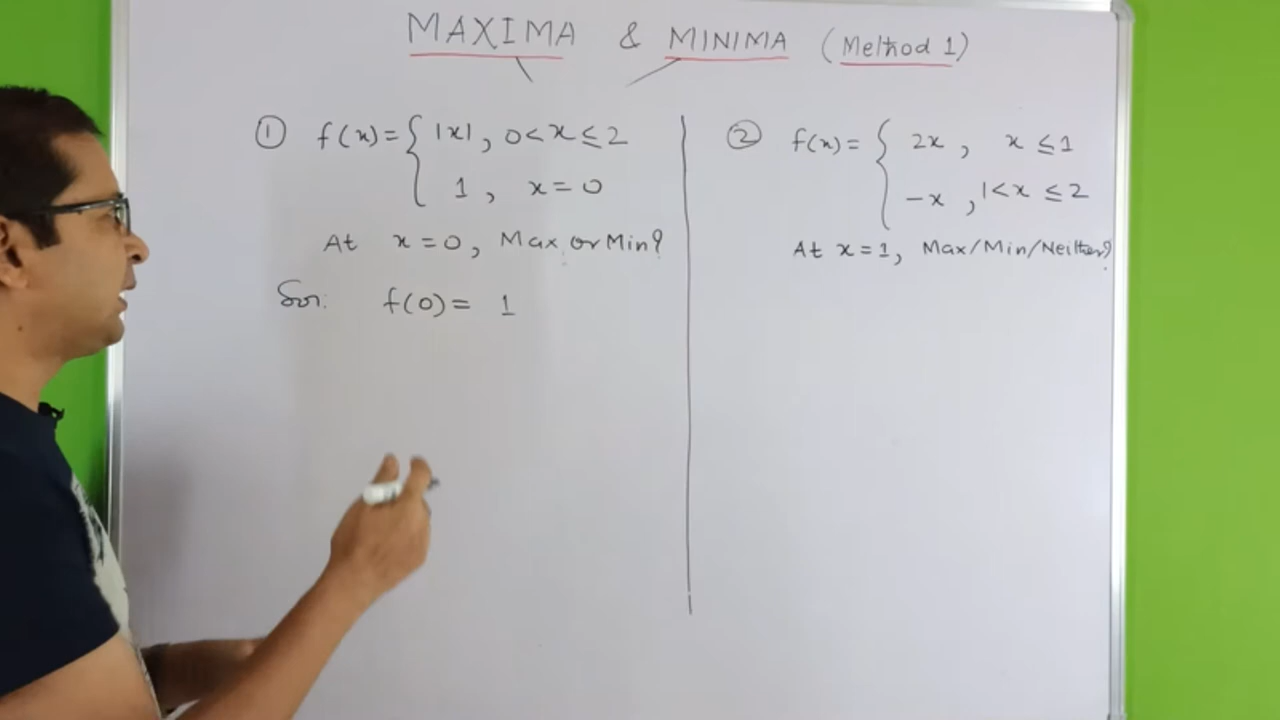 MAXIMA & MINIMA (Method 1)
① f(x) = { |x| , 0 < x ≤ 2
1 , x = 0
At x = 0, Max or Min?
Son: f(0) = 1
② f(x) = { 2x , x ≤ 1
-x , 1 < x ≤ 2
At x = 1, Max/Min/Neither?